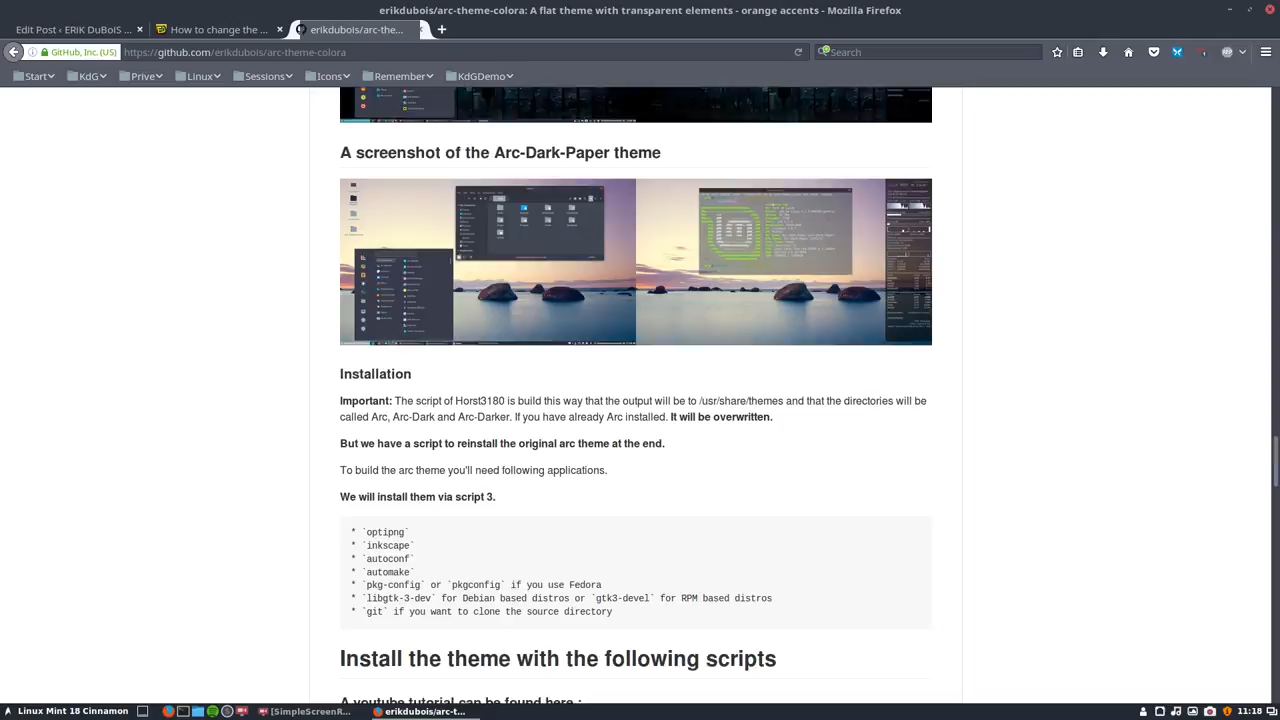 erikdubois/arc-theme-colora: A flat theme with transparent elements - orange accents - Mozilla Firefox
Edit Post ‹ ERIK DuBOIS ...
How to change the ...
erikdubois/arc-the...
GitHub, Inc. (US)
https://github.com/erikdubois/arc-theme-colora
Search
Start
KdG
Prive
Linux
Sessions
Icons
Remember
KdGDemo
A screenshot of the Arc-Dark-Paper theme
Installation
Important: The script of Horst3180 is build this way that the output will be to /usr/share/themes and that the directories will be
called Arc, Arc-Dark and Arc-Darker. If you have already Arc installed. It will be overwritten.
But we have a script to reinstall the original arc theme at the end.
To build the arc theme you'll need following applications.
We will install them via script 3.
* `optipng`
* `inkscape`
* `autoconf`
* `automake`
* `pkg-config` or `pkgconfig` if you use Fedora
* `libgtk-3-dev` for Debian based distros or `gtk3-devel` for RPM based distros
* `git` if you want to clone the source directory
Install the theme with the following scripts
A youtube tutorial can be found here :
Linux Mint 18 Cinnamon
[SimpleScreenR...
erikdubois/arc-t...
11:18